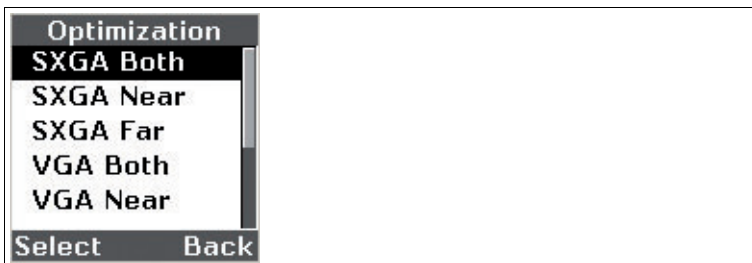 Optimization
SXGA Both
SXGA Near
SXGA Far
VGA Both
VGA Near
Select Back